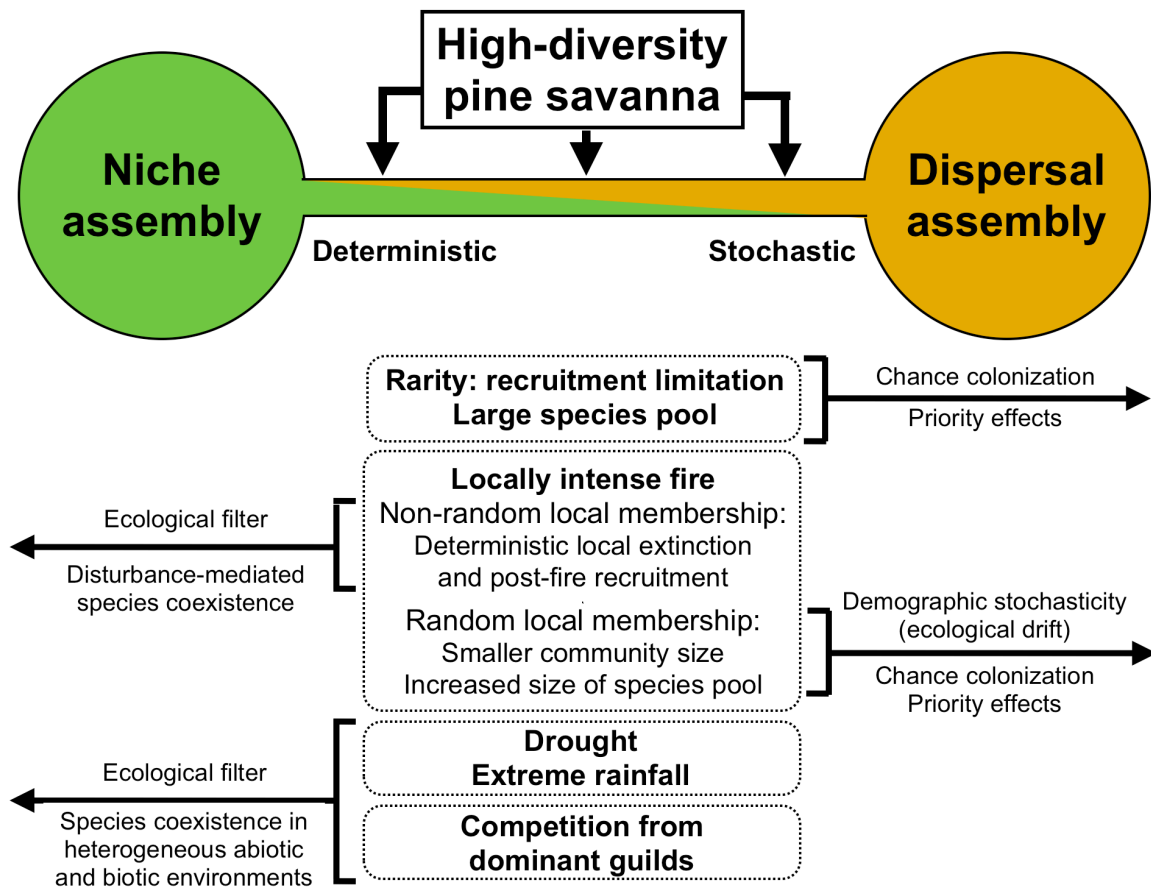 High-diversity
pine savanna
Niche
assembly
Dispersal
assembly
Deterministic
Stochastic
Rarity: recruitment limitation
Large species pool
Chance colonization
Priority effects
Locally intense fire
Non-random local membership:
Deterministic local extinction
and post-fire recruitment
Ecological filter
Disturbance-mediated
species coexistence
Random local membership:
Smaller community size
Increased size of species pool
Demographic stochasticity
(ecological drift)
Chance colonization
Priority effects
Drought
Extreme rainfall
Ecological filter
Species coexistence in
heterogeneous abiotic
and biotic environments
Competition from
dominant guilds